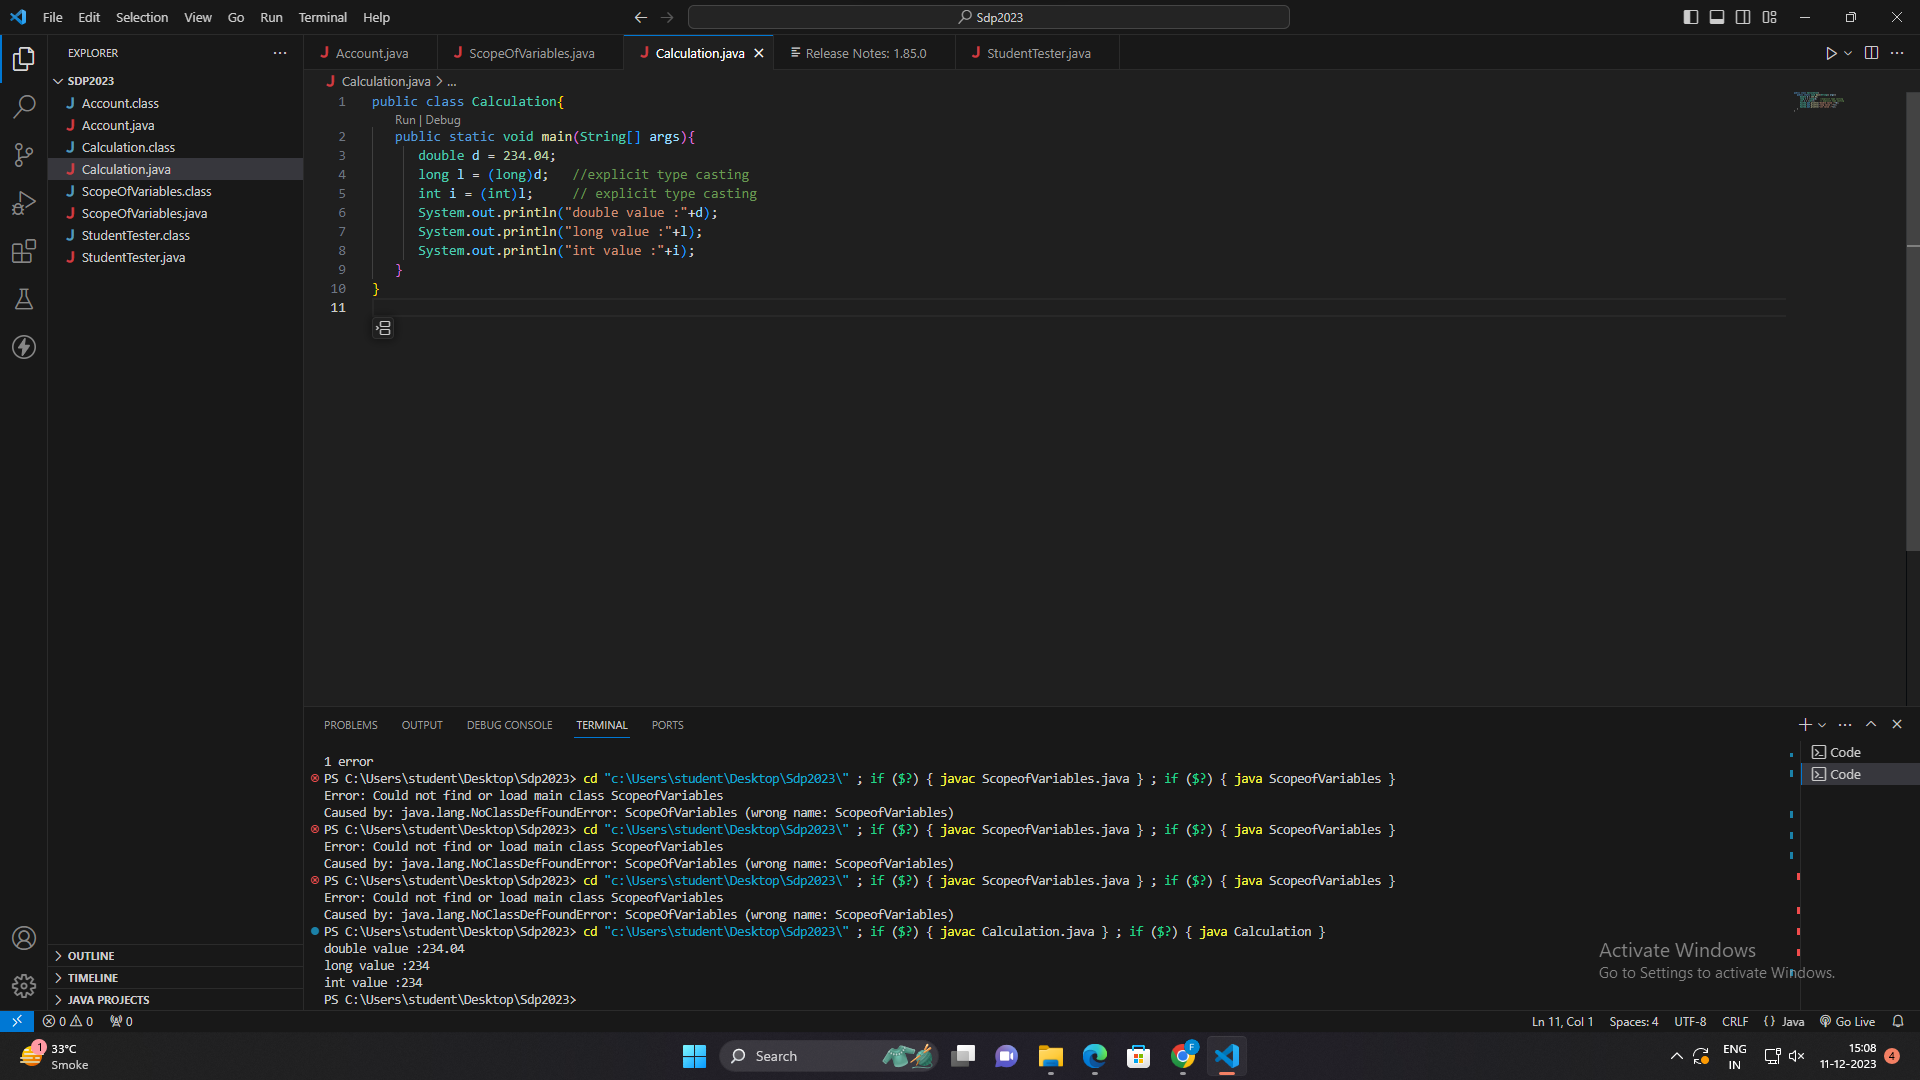 File Edit Selection View Go Run Terminal Help
Sdp2023
EXPLORER
SDP2023
Account.class
Account.java
Calculation.class
Calculation.java
ScopeOfVariables.class
ScopeOfVariables.java
StudentTester.class
StudentTester.java
OUTLINE
TIMELINE
JAVA PROJECTS
Account.java ScopeOfVariables.java Calculation.java Release Notes: 1.85.0 StudentTester.java
Calculation.java > ...
1 public class Calculation{
Run | Debug
2 public static void main(String[] args){
3 double d = 234.04;
4 long l = (long)d; //explicit type casting
5 int i = (int)l; // explicit type casting
6 System.out.println("double value :"+d);
7 System.out.println("long value :"+l);
8 System.out.println("int value :"+i);
9 }
10 }
11
PROBLEMS OUTPUT DEBUG CONSOLE TERMINAL PORTS
1 error
PS C:\Users\student\Desktop\Sdp2023> cd "c:\Users\student\Desktop\Sdp2023\" ; if ($?) { javac ScopeofVariables.java } ; if ($?) { java ScopeofVariables }
Error: Could not find or load main class ScopeofVariables
Caused by: java.lang.NoClassDefFoundError: ScopeOfVariables (wrong name: ScopeofVariables)
PS C:\Users\student\Desktop\Sdp2023> cd "c:\Users\student\Desktop\Sdp2023\" ; if ($?) { javac ScopeofVariables.java } ; if ($?) { java ScopeofVariables }
Error: Could not find or load main class ScopeofVariables
Caused by: java.lang.NoClassDefFoundError: ScopeOfVariables (wrong name: ScopeofVariables)
PS C:\Users\student\Desktop\Sdp2023> cd "c:\Users\student\Desktop\Sdp2023\" ; if ($?) { javac ScopeofVariables.java } ; if ($?) { java ScopeofVariables }
Error: Could not find or load main class ScopeofVariables
Caused by: java.lang.NoClassDefFoundError: ScopeOfVariables (wrong name: ScopeofVariables)
PS C:\Users\student\Desktop\Sdp2023> cd "c:\Users\student\Desktop\Sdp2023\" ; if ($?) { javac Calculation.java } ; if ($?) { java Calculation }
double value :234.04
long value :234
int value :234
PS C:\Users\student\Desktop\Sdp2023>
Code
Code
Activate Windows
Go to Settings to activate Windows.
0 0 0
Ln 11, Col 1 Spaces: 4 UTF-8 CRLF {} Java Go Live
1
33°C
Smoke
Search
F
ENG
IN
15:08
11-12-2023
4